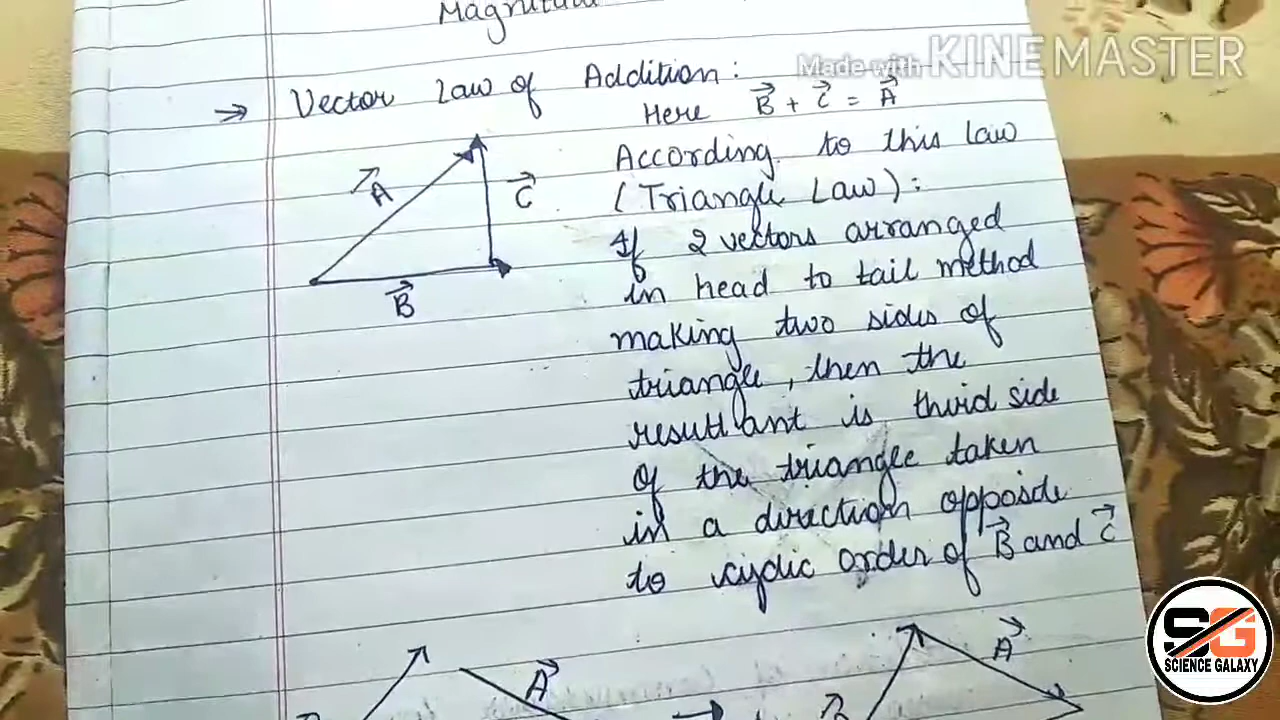 Made with KINEMASTER
→ Vector Law of Addition:
Here B⃗ + C⃗ = A⃗
A⃗
C⃗
B⃗
According to this Law
(Triangle Law):
If 2 vectors arranged
in head to tail method
making two sides of
triangle, then the
resultant is third side
of the triangle taken
in a direction opposide
to cyclic order of B⃗ and C⃗
A⃗
A⃗
SG
SCIENCE GALAXY